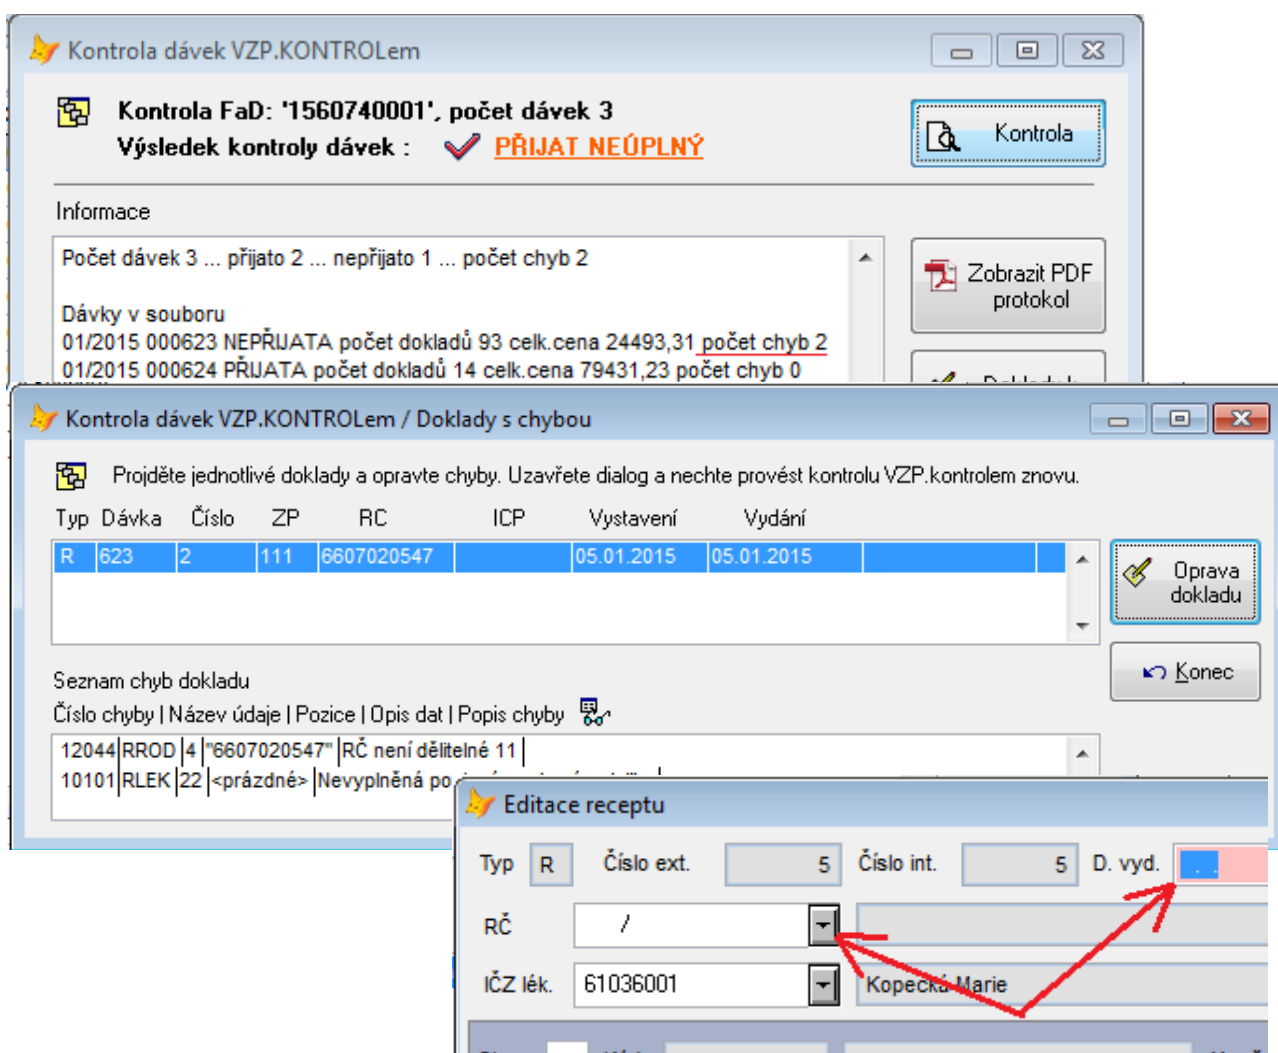 Kontrola dávek VZP.KONTROLem
Kontrola FaD: '1560740001', počet dávek 3
Výsledek kontroly dávek : PŘIJAT NEÚPLNÝ
Kontrola
Informace
Počet dávek 3 ... přijato 2 ... nepřijato 1 ... počet chyb 2
Dávky v souboru
01/2015 000623 NEPŘIJATA počet dokladů 93 celk.cena 24493,31 počet chyb 2
01/2015 000624 PŘIJATA počet dokladů 14 celk.cena 79431,23 počet chyb 0
Zobrazit PDF
protokol
Kontrola dávek VZP.KONTROLem / Doklady s chybou
Projděte jednotlivé doklady a opravte chyby. Uzavřete dialog a nechte provést kontrolu VZP.kontrolem znovu.
Typ Dávka Číslo ZP RC ICP Vystavení Vydání
R 623 2 111 6607020547 05.01.2015 05.01.2015
Oprava
dokladu
Konec
Seznam chyb dokladu
Číslo chyby | Název údaje | Pozice | Opis dat | Popis chyby
12044|RROD |4 |"6607020547" |RČ není dělitelné 11 |
10101|RLEK |22 |<prázdné> |Nevyplněná
Editace receptu
Typ R Číslo ext. 5 Číslo int. 5 D. vyd. . .
RČ /
IČZ lék. 61036001 Kopecká Marie